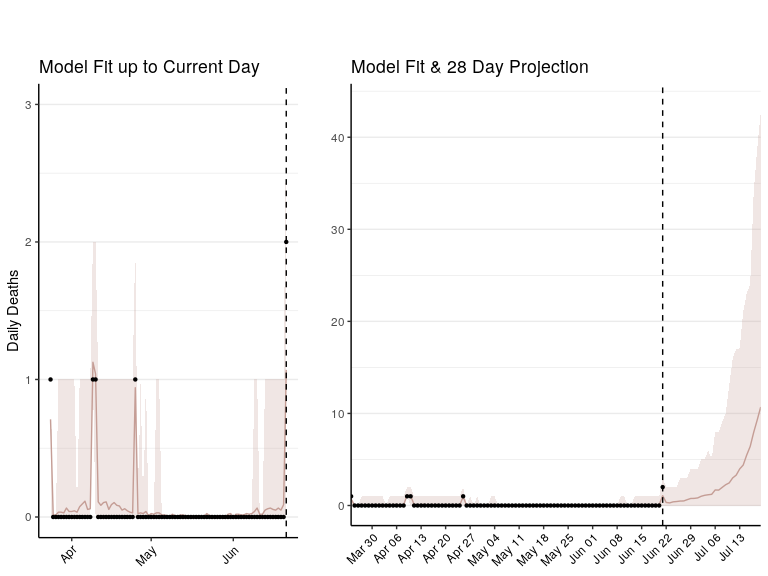 Model Fit up to Current Day
Daily Deaths
3
2
1
0
Apr
May
Jun
Model Fit & 28 Day Projection
40
30
20
10
0
Mar 30
Apr 06
Apr 13
Apr 20
Apr 27
May 04
May 11
May 18
May 25
Jun 01
Jun 08
Jun 15
Jun 22
Jun 29
Jul 06
Jul 13